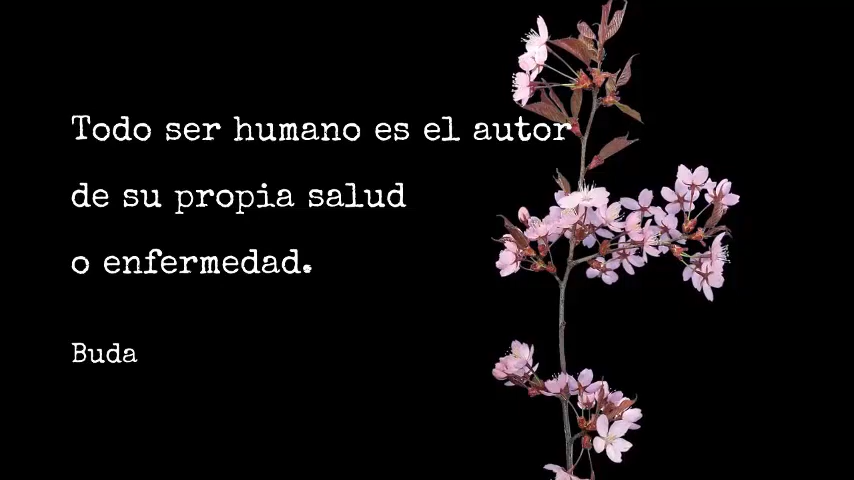 Todo ser humano es el autor
de su propia salud
o enfermedad.
Buda